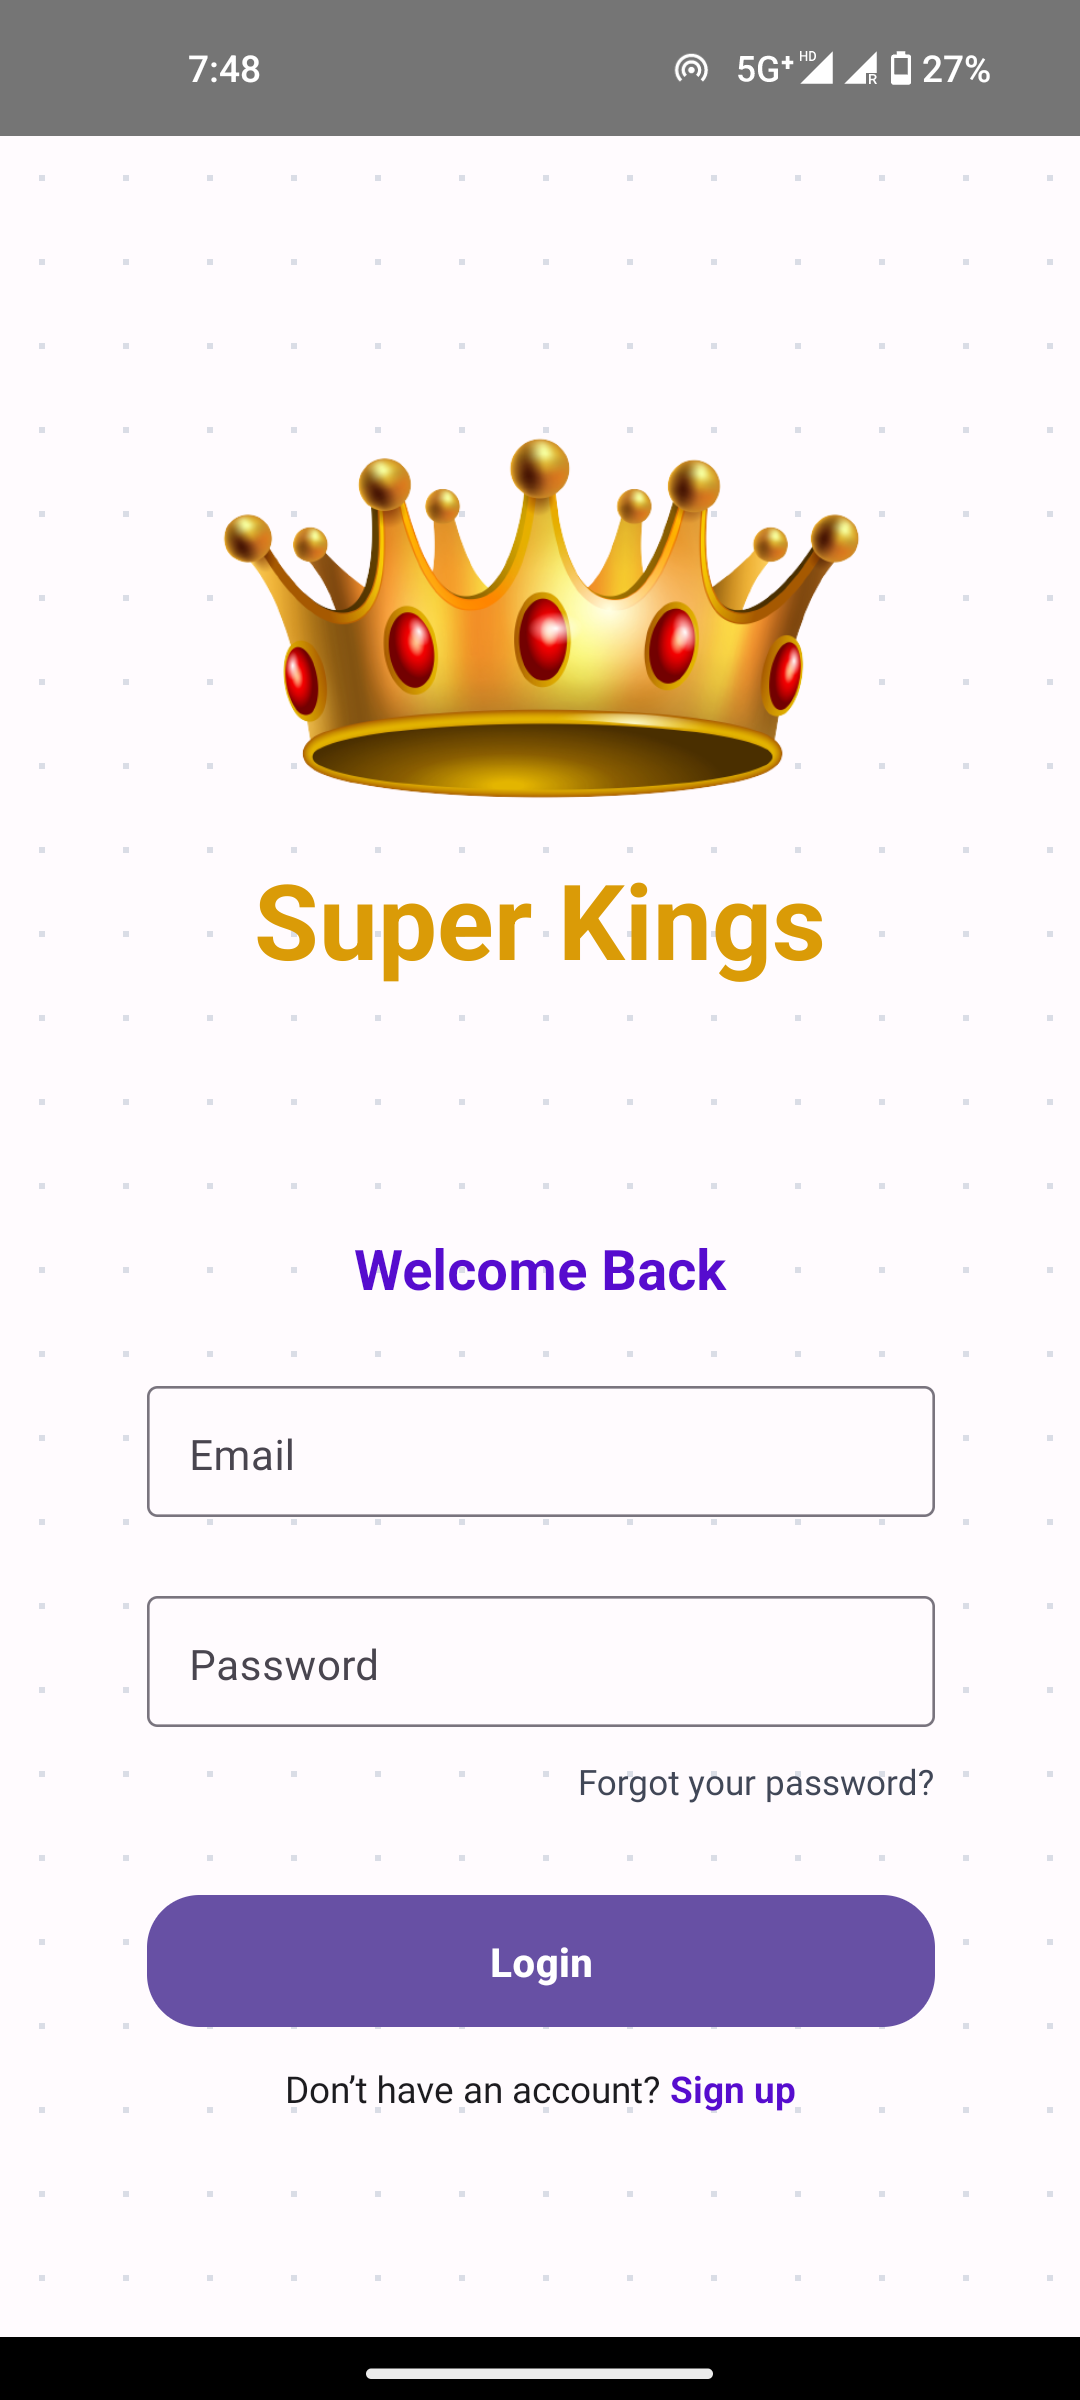 7:48 5G+ HD R 27%
Super Kings
Welcome Back
Email
Password
Forgot your password?
Login
Don’t have an account? Sign up